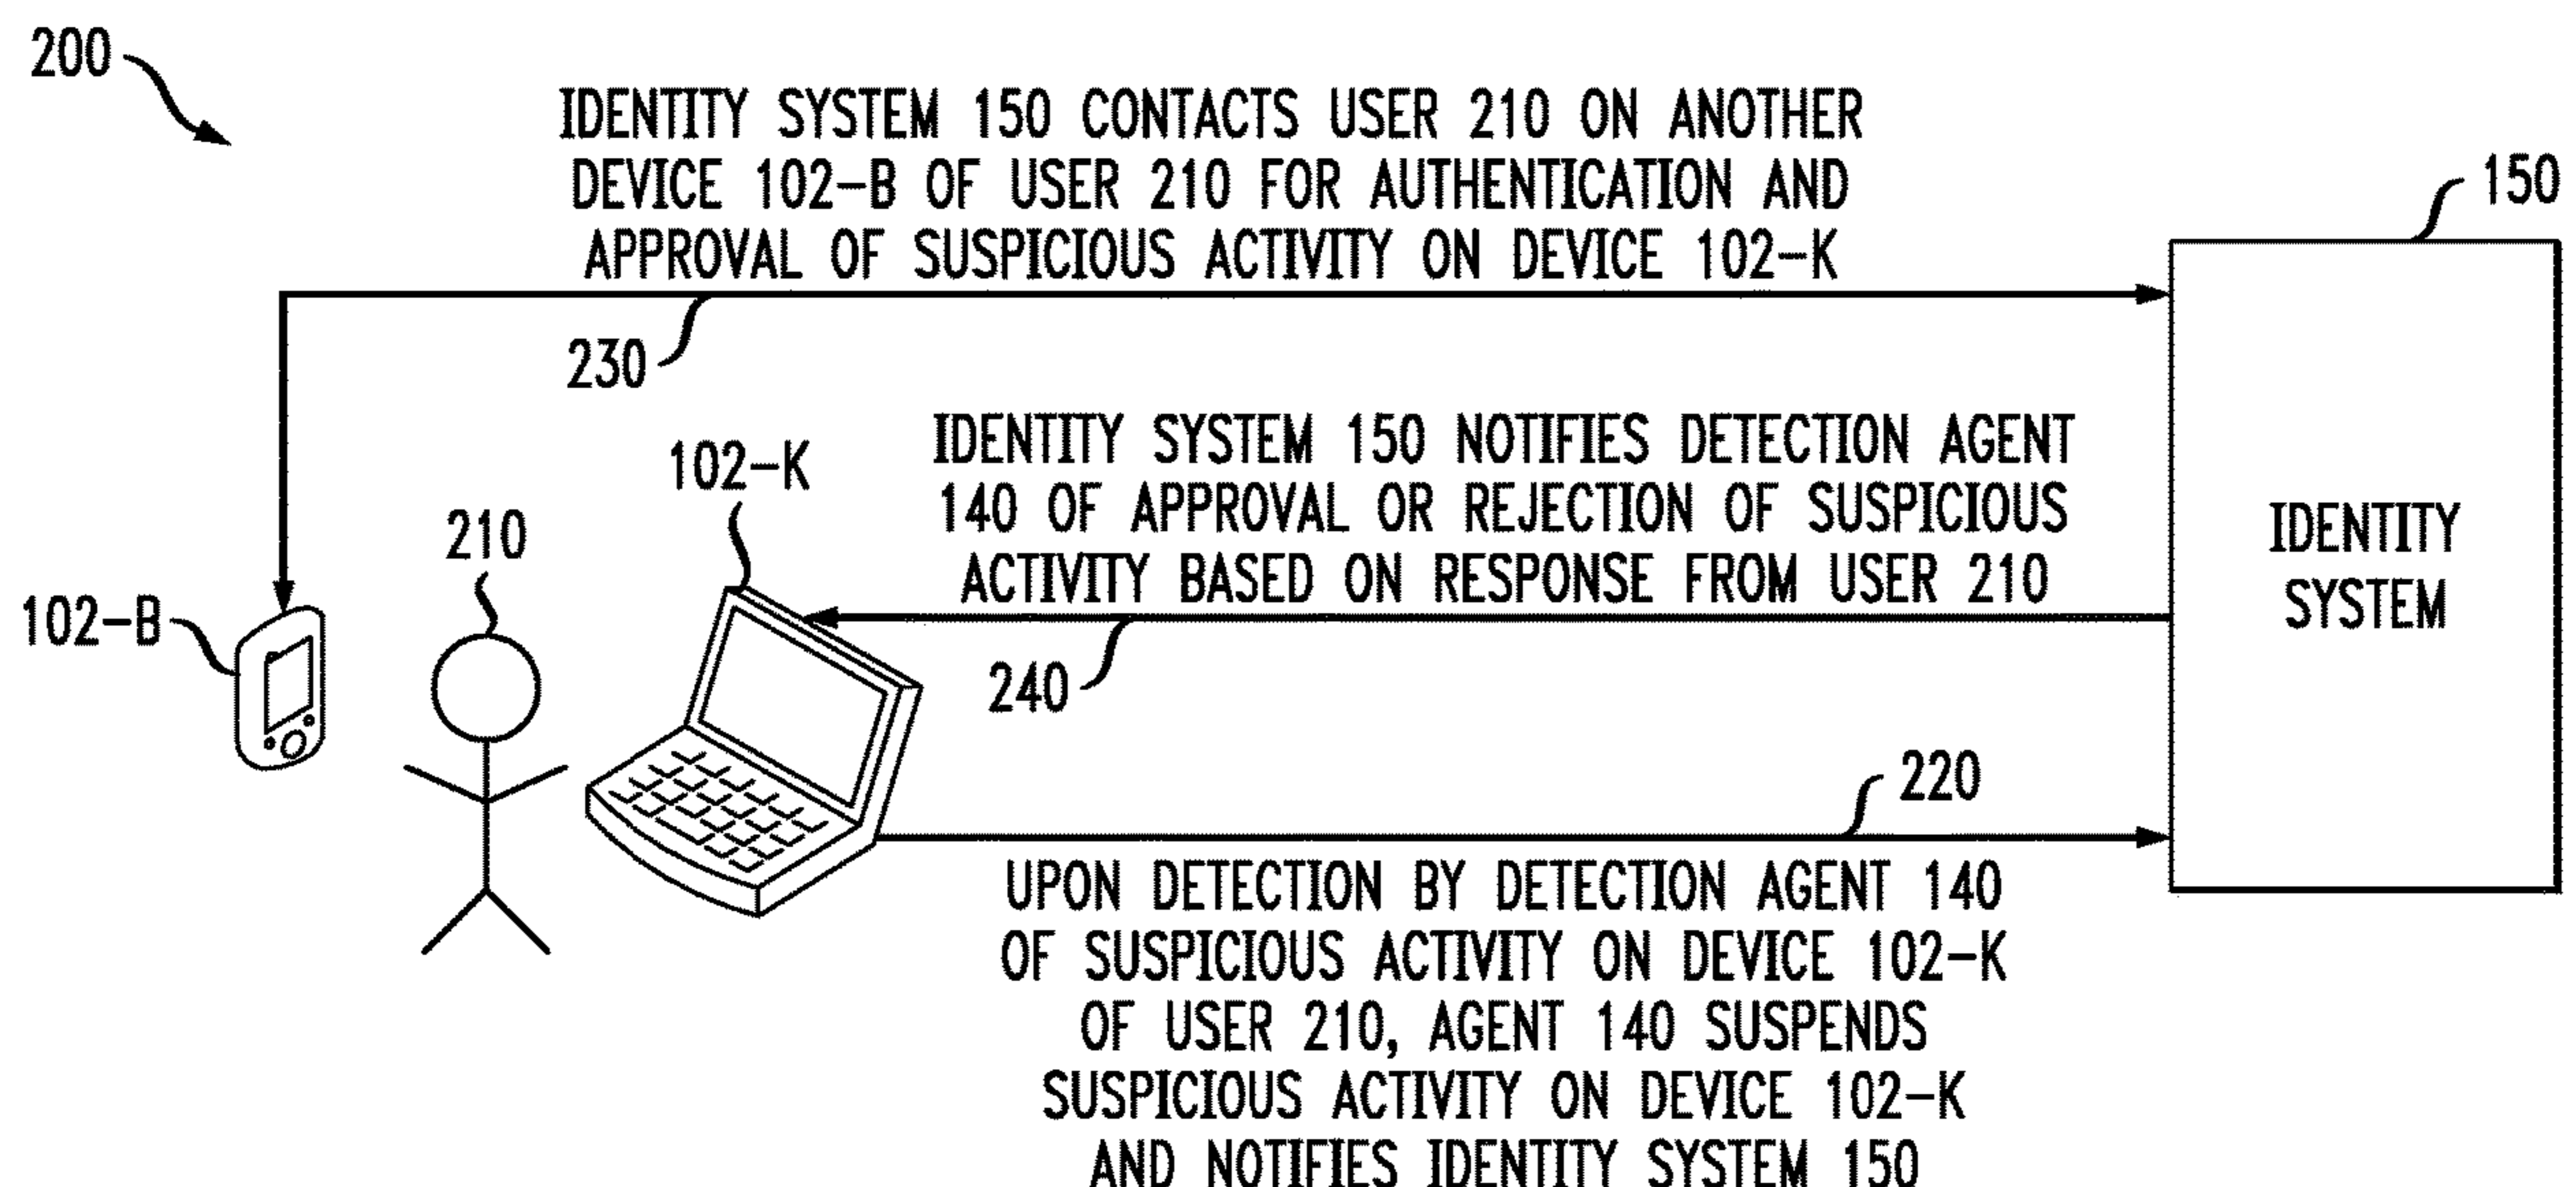 200
IDENTITY SYSTEM 150 CONTACTS USER 210 ON ANOTHER
DEVICE 102-B OF USER 210 FOR AUTHENTICATION AND
APPROVAL OF SUSPICIOUS ACTIVITY ON DEVICE 102-K
150
230
102-K
IDENTITY SYSTEM 150 NOTIFIES DETECTION AGENT
140 OF APPROVAL OR REJECTION OF SUSPICIOUS
ACTIVITY BASED ON RESPONSE FROM USER 210
210
102-B
IDENTITY
SYSTEM
240
220
UPON DETECTION BY DETECTION AGENT 140
OF SUSPICIOUS ACTIVITY ON DEVICE 102-K
OF USER 210, AGENT 140 SUSPENDS
SUSPICIOUS ACTIVITY ON DEVICE 102-K
AND NOTIFIES IDENTITY SYSTEM 150